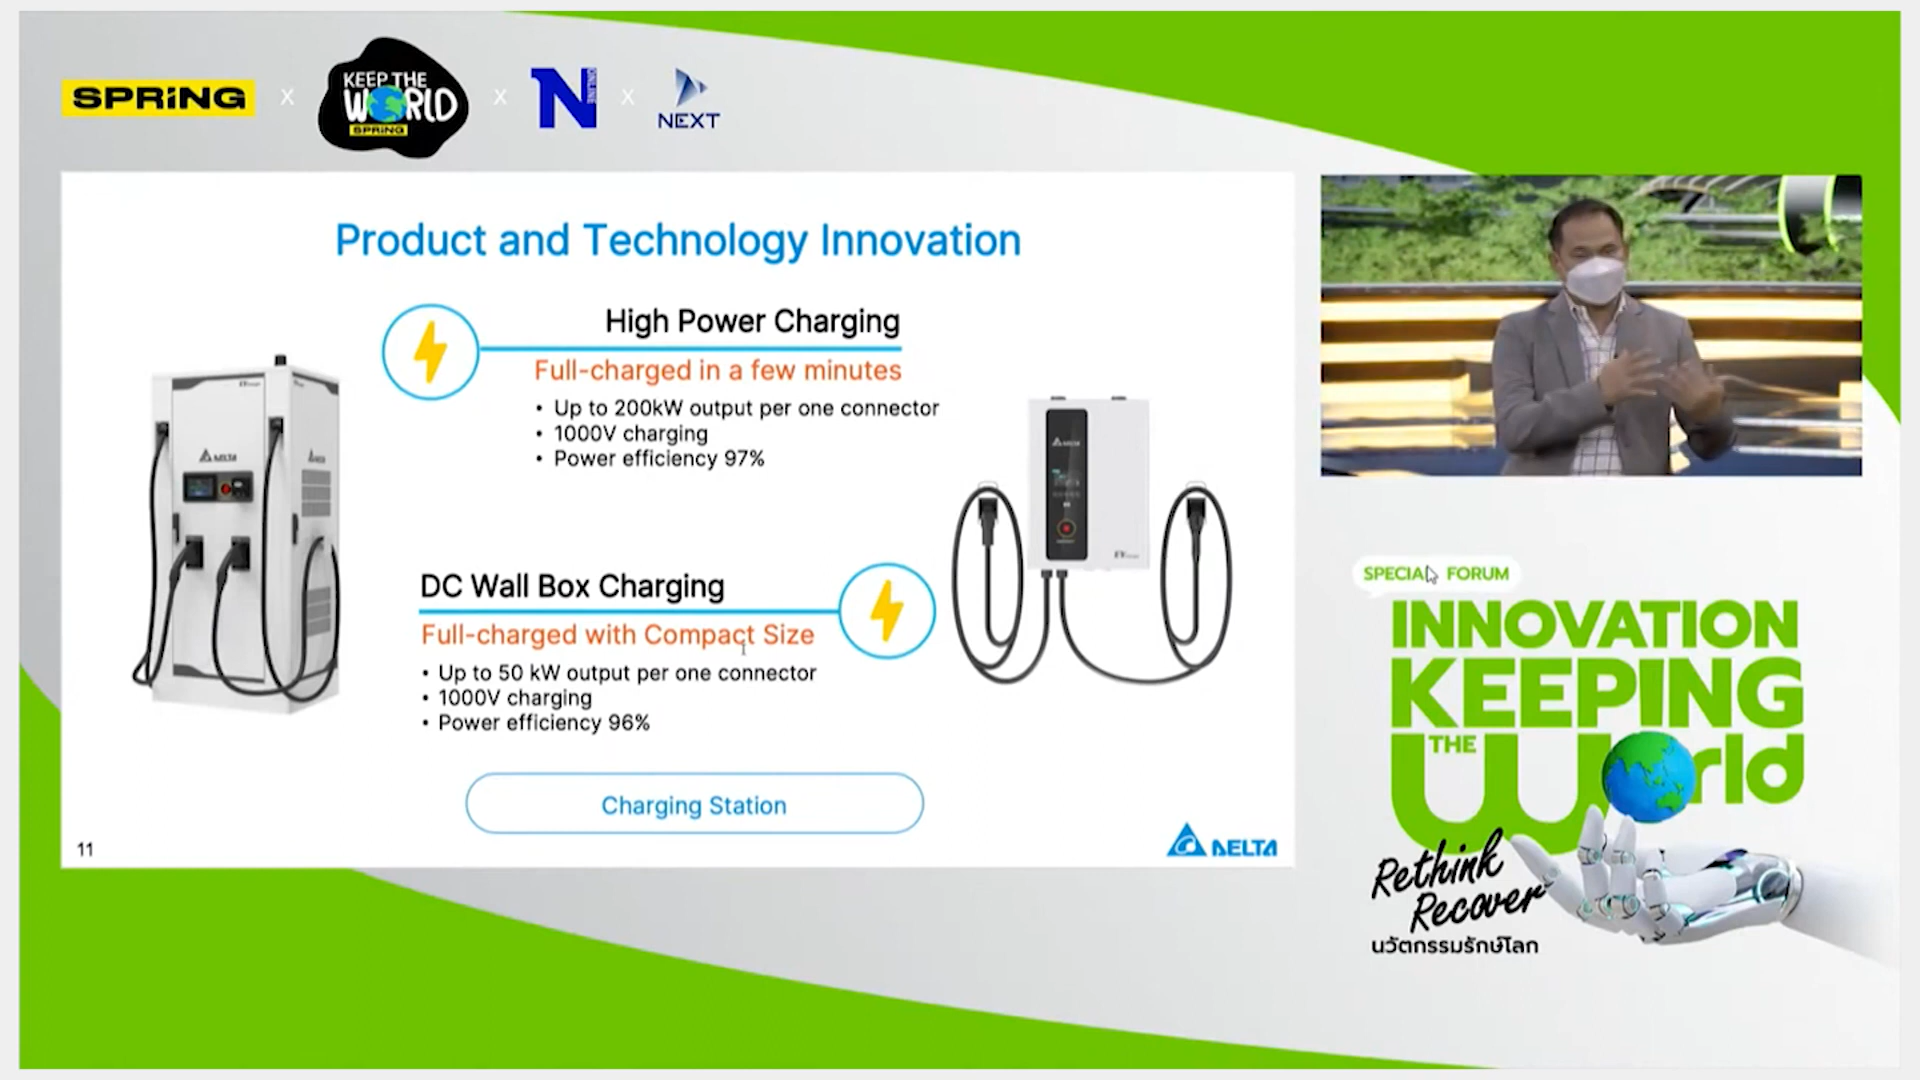 SPRiNG
x
KEEP THE
WORLD
SPRiNG
x
N
ONLINE
x
NEXT
Product and Technology Innovation
High Power Charging
Full-charged in a few minutes
• Up to 200kW output per one connector
• 1000V charging
• Power efficiency 97%
DELTA
DELTA
DC Wall Box Charging
Full-charged with Compact Size
• Up to 50 kW output per one connector
• 1000V charging
• Power efficiency 96%
Charging Station
11
DELTA
SPECIAL FORUM
INNOVATION
KEEPING
THE
World
Rethink
Recover
นวัตกรรมรักษ์โลก